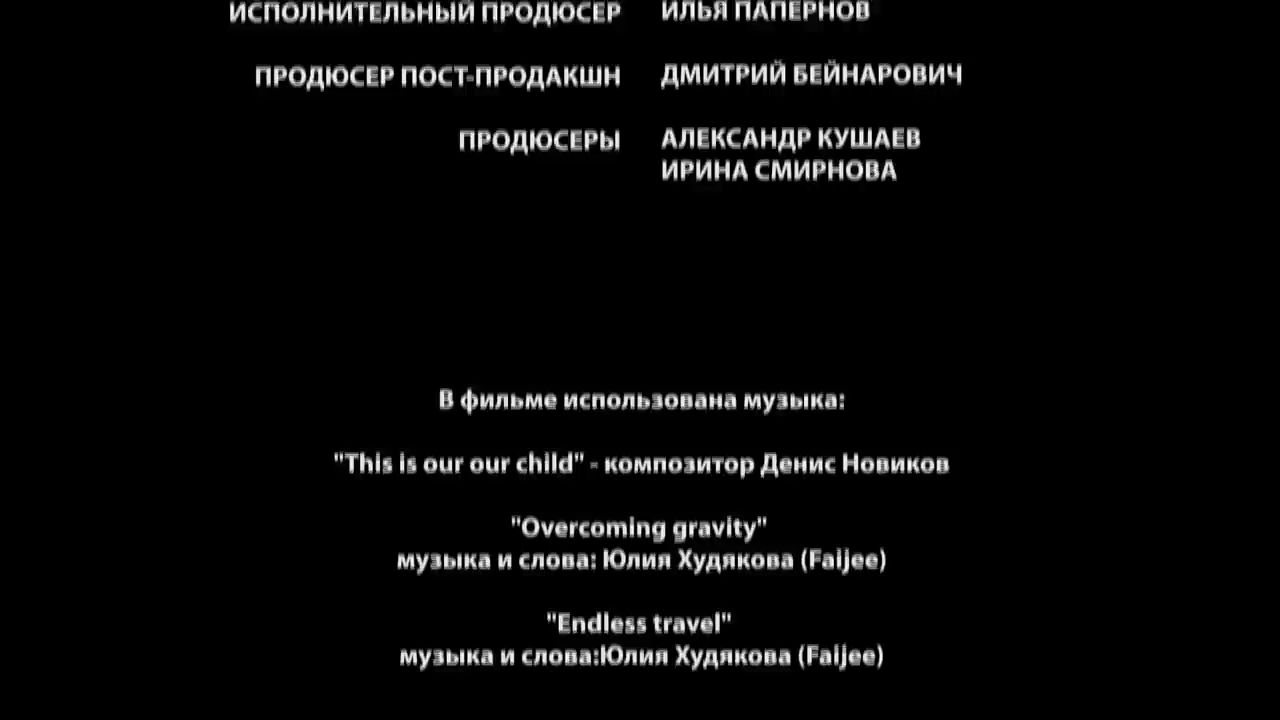 ИСПОЛНИТЕЛЬНЫЙ ПРОДЮСЕР ИЛЬЯ ПАПЕРНОВ
ПРОДЮСЕР ПОСТ-ПРОДАКШН ДМИТРИЙ БЕЙНАРОВИЧ
ПРОДЮСЕРЫ АЛЕКСАНДР КУШАЕВ
ИРИНА СМИРНОВА
В фильме использована музыка:
"This is our our child" - композитор Денис Новиков
"Overcoming gravity"
музыка и слова: Юлия Худякова (Faijee)
"Endless travel"
музыка и слова:Юлия Худякова (Faijee)